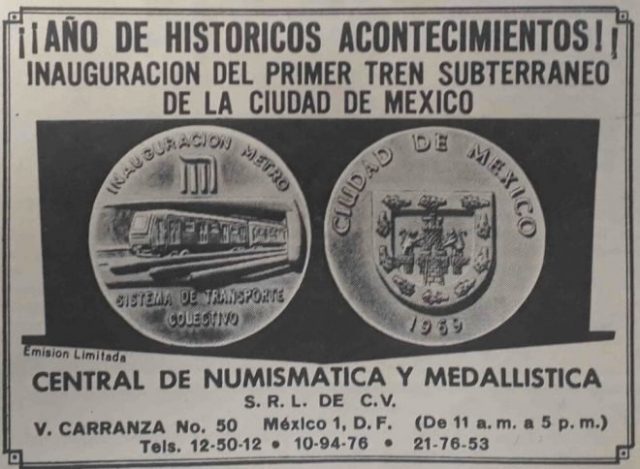 ¡¡AÑO DE HISTORICOS ACONTECIMIENTOS!!
INAUGURACION DEL PRIMER TREN SUBTERRANEO
DE LA CIUDAD DE MEXICO
INAUGURACION METRO
SISTEMA DE TRANSPORTE
COLECTIVO
CIUDAD DE MEXICO
1969
Emision Limitada
CENTRAL DE NUMISMATICA Y MEDALLISTICA
S. R. L. DE C. V.
V. CARRANZA No. 50 México 1, D. F. (De 11 a. m. a 5 p. m.)
Tels. 12-50-12 • 10-94-76 • 21-76-53